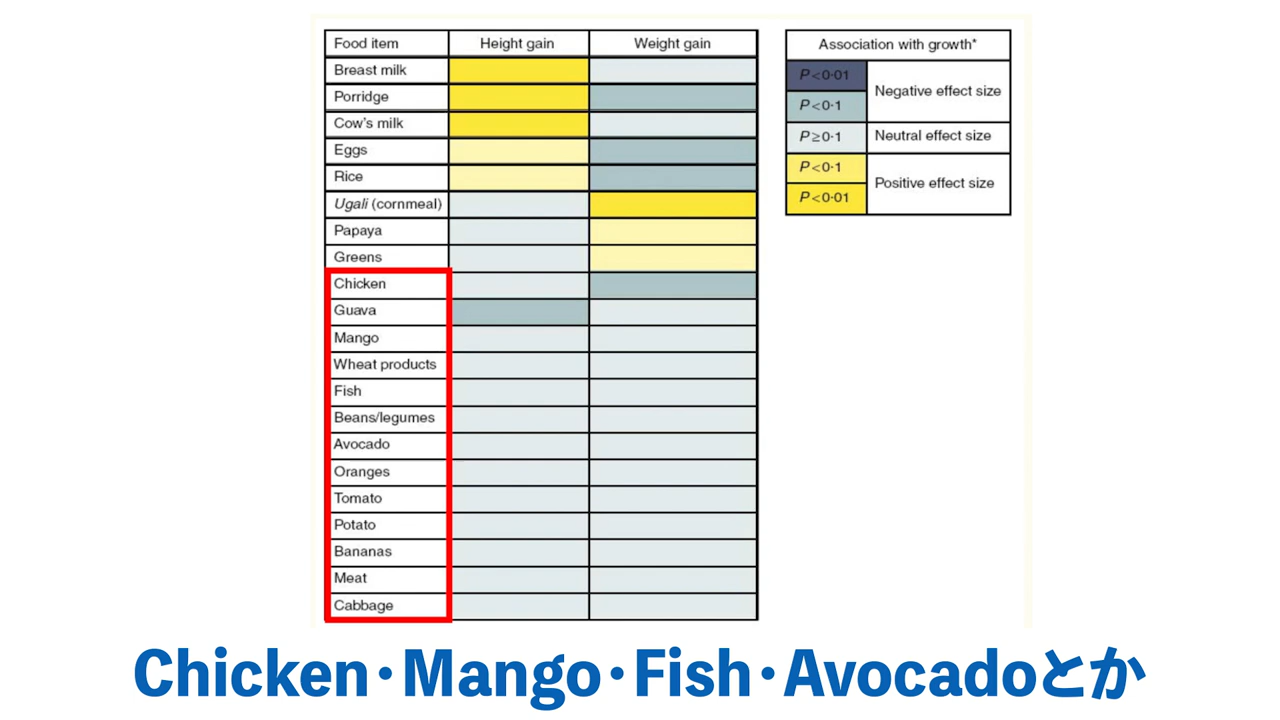 Food item Height gain Weight gain
Breast milk
Porridge
Cow's milk
Eggs
Rice
Ugali (cornmeal)
Papaya
Greens
Chicken
Guava
Mango
Wheat products
Fish
Beans/legumes
Avocado
Oranges
Tomato
Potato
Bananas
Meat
Cabbage
Association with growth*
P<0·01
P<0·1
Negative effect size
P≥0·1 Neutral effect size
P<0·1
P<0·01
Positive effect size
Chicken・Mango・Fish・Avocadoとか